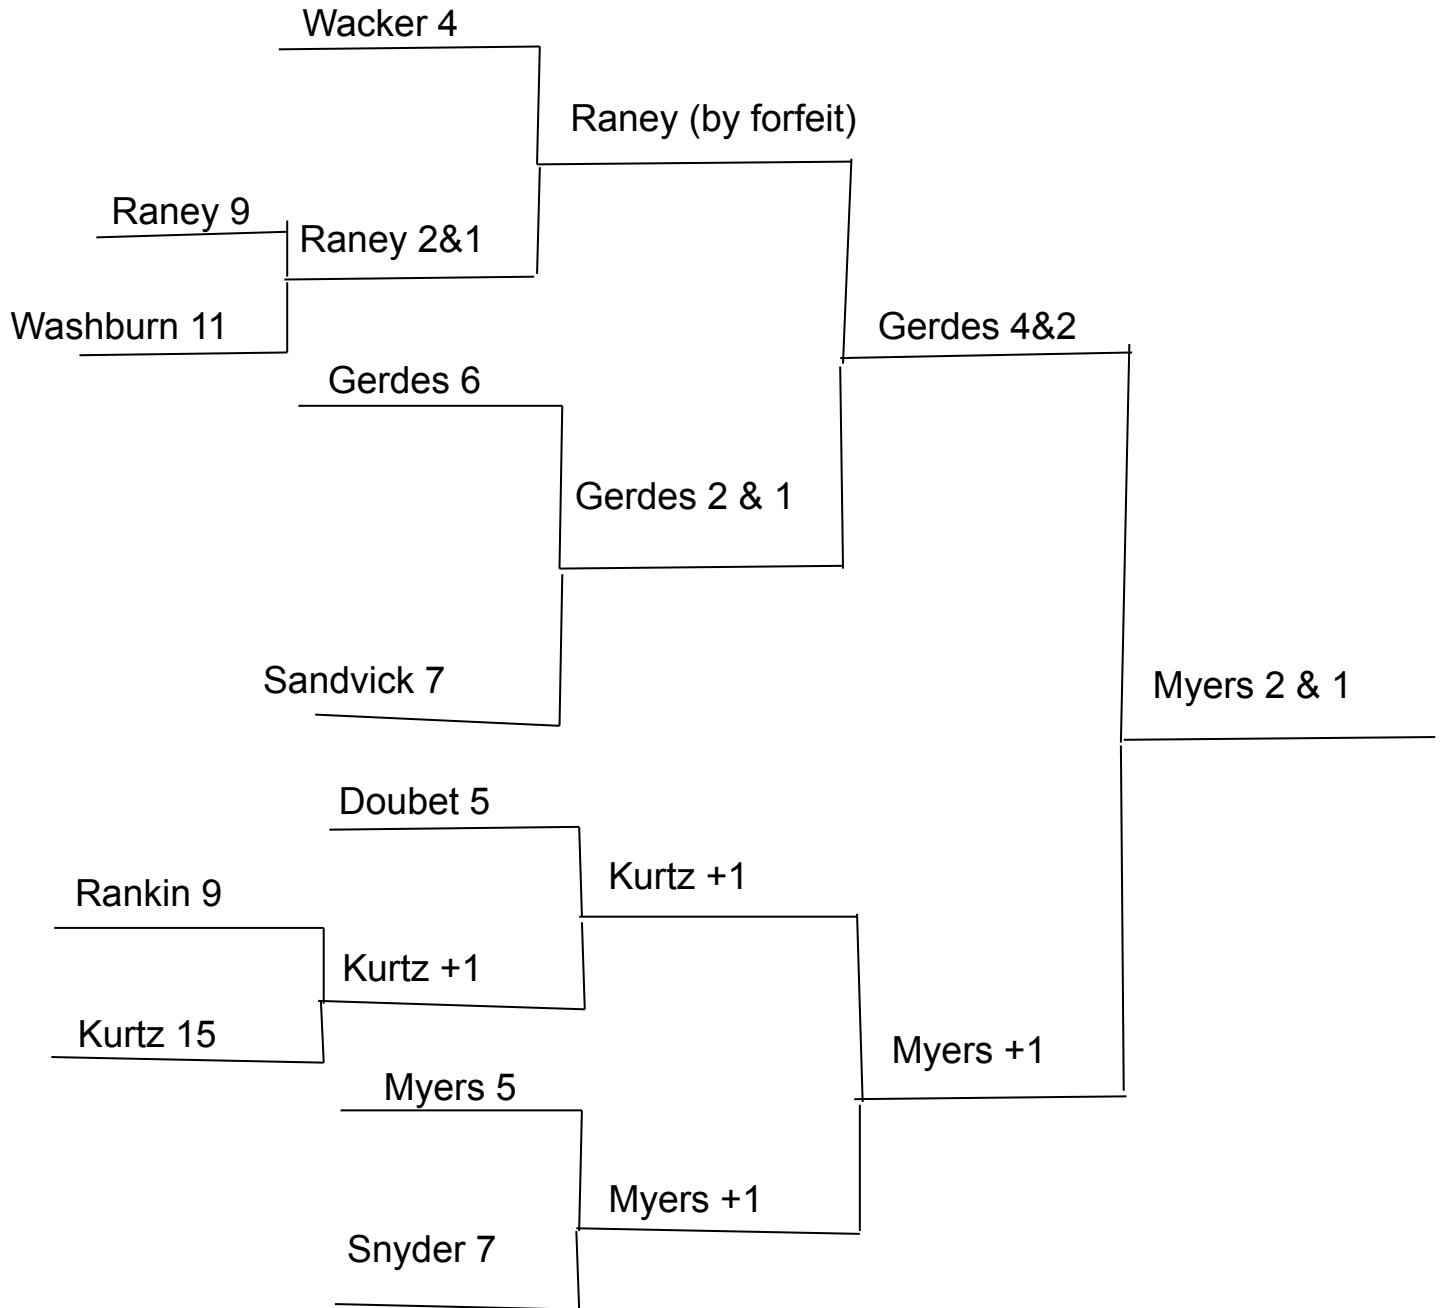 Wacker 4
Raney (by forfeit)
Raney 9
Raney 2&1
Washburn 11
Gerdes 4&2
Gerdes 6
Gerdes 2 & 1
Sandvick 7
Myers 2 & 1
Doubet 5
Kurtz +1
Rankin 9
Kurtz +1
Kurtz 15
Myers +1
Myers 5
Myers +1
Snyder 7